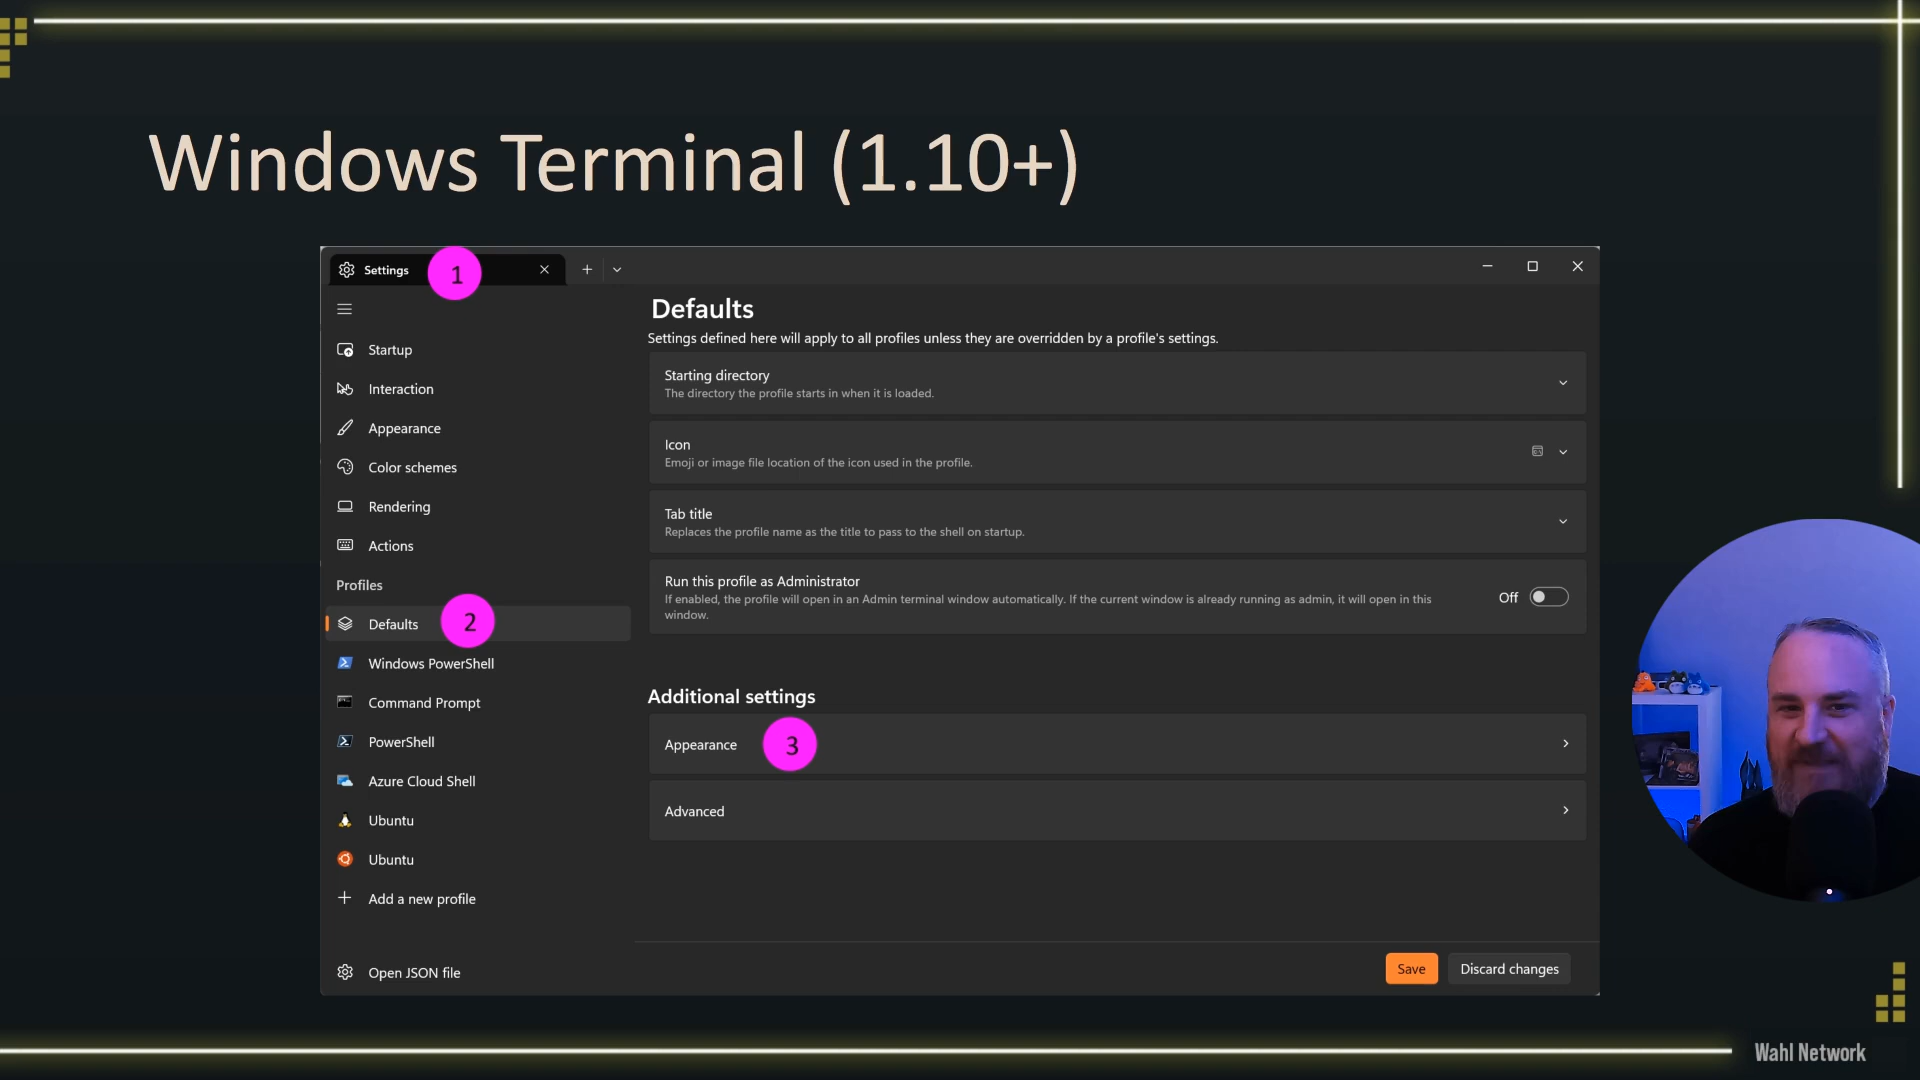 Windows Terminal (1.10+)
Settings
1
Startup
Interaction
Appearance
Color schemes
Rendering
Actions
Profiles
Defaults
2
Windows PowerShell
Command Prompt
PowerShell
Azure Cloud Shell
Ubuntu
Ubuntu
Add a new profile
Open JSON file
Defaults
Settings defined here will apply to all profiles unless they are overridden by a profile's settings.
Starting directory
The directory the profile starts in when it is loaded.
Icon
Emoji or image file location of the icon used in the profile.
Tab title
Replaces the profile name as the title to pass to the shell on startup.
Run this profile as Administrator
If enabled, the profile will open in an Admin terminal window automatically. If the current window is already running as admin, it will open in this
window.
Off
Additional settings
Appearance
3
Advanced
Save
Discard changes
Wahl Network